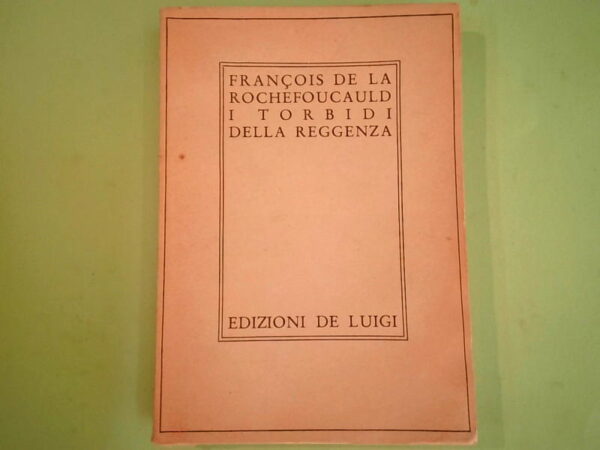 FRANÇOIS DE LA
ROCHEFOUCAULD
I TORBIDI
DELLA REGGENZA
EDIZIONI DE LUIGI